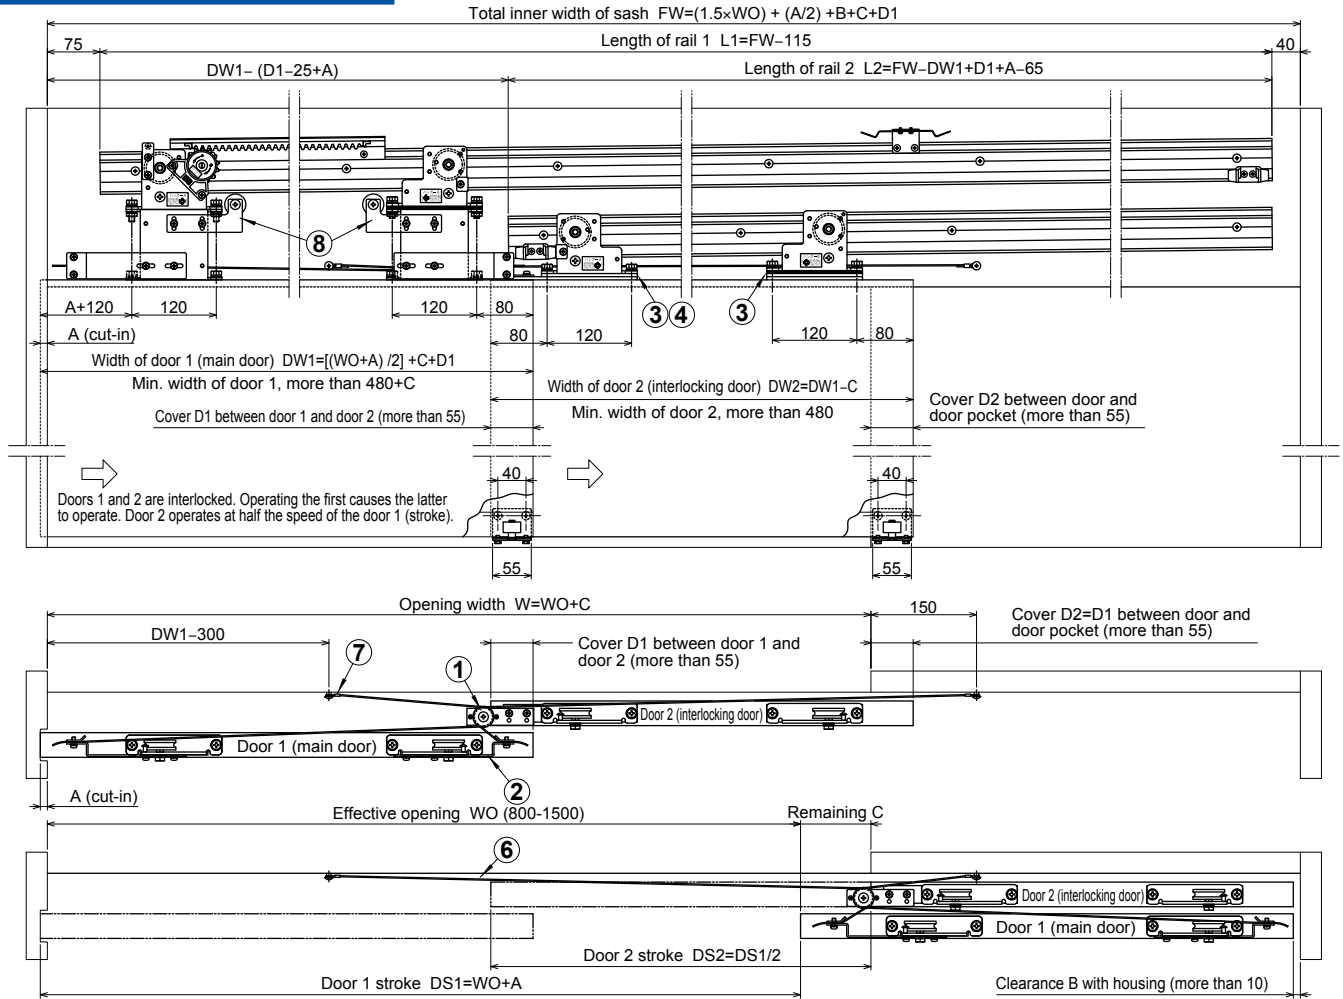 Total inner width of sash  FW=(1.5×WO) + (A/2) +B+C+D1
75
Length of rail 1  L1=FW–115
40
DW1– (D1–25+A)
Length of rail 2  L2=FW–DW1+D1+A–65
8
3 4
3
A+120
120
120
80
80
120
120
80
A (cut-in)
Width of door 1 (main door)  DW1=[(WO+A) /2] +C+D1
Min. width of door 1, more than 480+C
Width of door 2 (interlocking door)  DW2=DW1–C
Min. width of door 2, more than 480
Cover D1 between door 1 and door 2 (more than 55)
Cover D2 between door and
door pocket (more than 55)
40
40
Doors 1 and 2 are interlocked. Operating the first causes the latter
to operate. Door 2 operates at half the speed of the door 1 (stroke).
55
55
Opening width  W=WO+C
150
Cover D2=D1 between door and
door pocket (more than 55)
DW1–300
Cover D1 between door 1 and
door 2 (more than 55)
7
1
Door 2 (interlocking door)
Door 1 (main door)
2
A (cut-in)
Effective opening  WO (800-1500)
Remaining C
6
Door 2 (interlocking door)
Door 1 (main door)
Door 2 stroke  DS2=DS1/2
Door 1 stroke  DS1=WO+A
Clearance B with housing (more than 10)